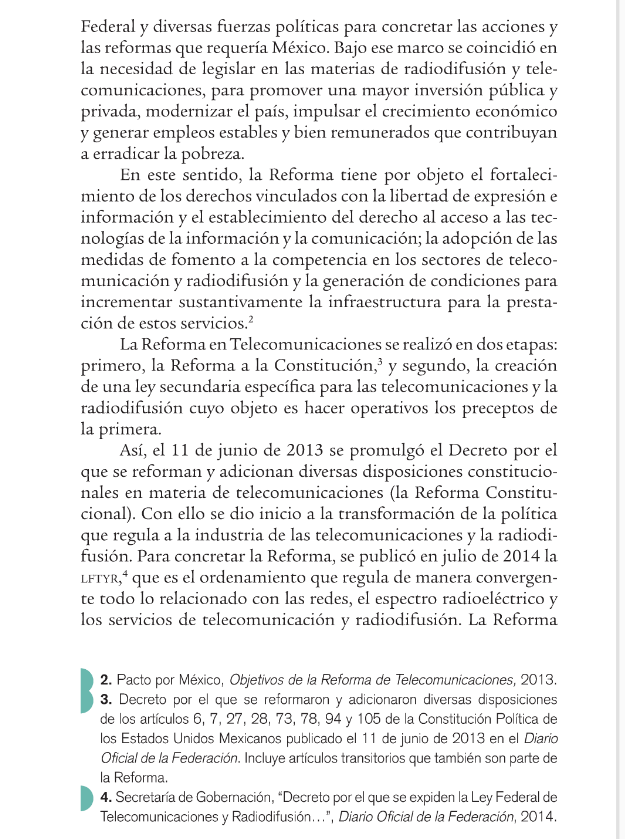 Federal y diversas fuerzas políticas para concretar las acciones y
las reformas que requería México. Bajo ese marco se coincidió en
la necesidad de legislar en las materias de radiodifusión y tele-
comunicaciones, para promover una mayor inversión pública y
privada, modernizar el país, impulsar el crecimiento económico
y generar empleos estables y bien remunerados que contribuyan
a erradicar la pobreza.
En este sentido, la Reforma tiene por objeto el fortaleci-
miento de los derechos vinculados con la libertad de expresión e
información y el establecimiento del derecho al acceso a las tec-
nologías de la información y la comunicación; la adopción de las
medidas de fomento a la competencia en los sectores de teleco-
municación y radiodifusión y la generación de condiciones para
incrementar sustantivamente la infraestructura para la presta-
ción de estos servicios.²
La Reforma en Telecomunicaciones se realizó en dos etapas:
primero, la Reforma a la Constitución,³ y segundo, la creación
de una ley secundaria específica para las telecomunicaciones y la
radiodifusión cuyo objeto es hacer operativos los preceptos de
la primera.
Así, el 11 de junio de 2013 se promulgó el Decreto por el
que se reforman y adicionan diversas disposiciones constitucio-
nales en materia de telecomunicaciones (la Reforma Constitu-
cional). Con ello se dio inicio a la transformación de la política
que regula a la industria de las telecomunicaciones y la radiodi-
fusión. Para concretar la Reforma, se publicó en julio de 2014 la
LFTYR,⁴ que es el ordenamiento que regula de manera convergen-
te todo lo relacionado con las redes, el espectro radioeléctrico y
los servicios de telecomunicación y radiodifusión. La Reforma
2. Pacto por México, Objetivos de la Reforma de Telecomunicaciones, 2013.
3. Decreto por el que se reformaron y adicionaron diversas disposiciones
de los artículos 6, 7, 27, 28, 73, 78, 94 y 105 de la Constitución Política de
los Estados Unidos Mexicanos publicado el 11 de junio de 2013 en el Diario
Oficial de la Federación. Incluye artículos transitorios que también son parte de
la Reforma.
4. Secretaría de Gobernación, “Decreto por el que se expiden la Ley Federal de
Telecomunicaciones y Radiodifusión…”, Diario Oficial de la Federación, 2014.